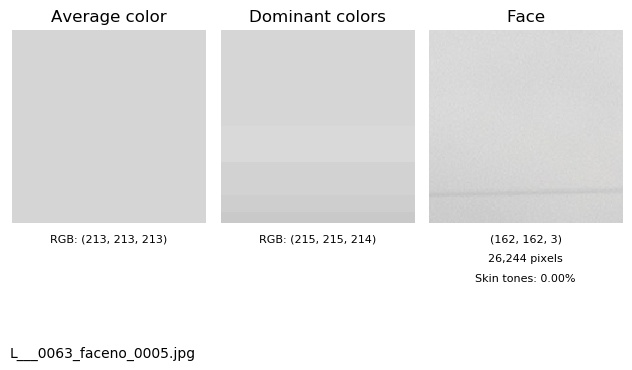 Average color
Dominant colors
Face
RGB: (213, 213, 213)
RGB: (215, 215, 214)
(162, 162, 3)
26,244 pixels
Skin tones: 0.00%
L___0063_faceno_0005.jpg